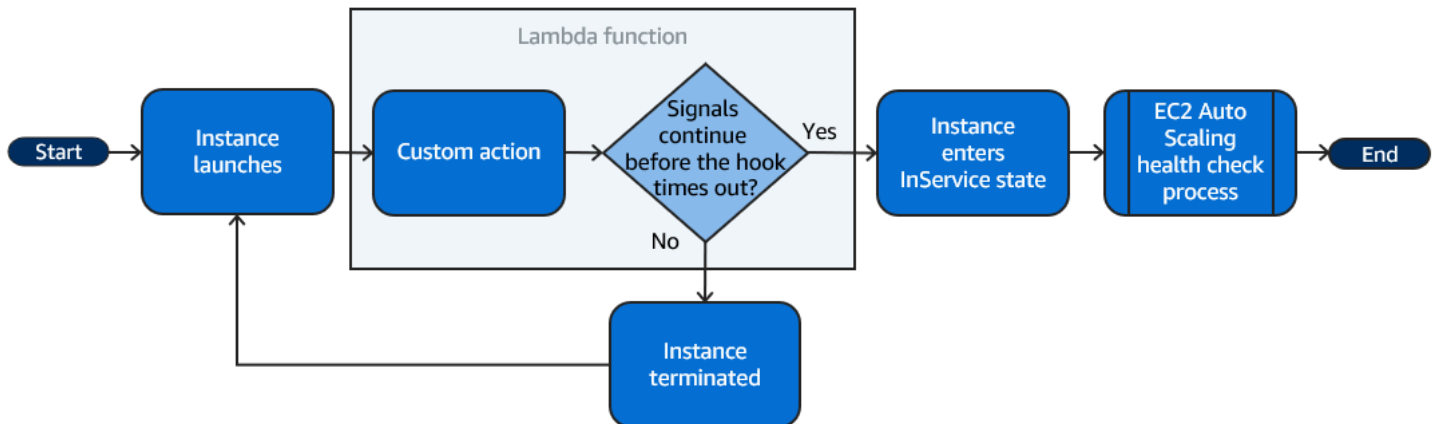 Lambda function
Start
Instance
launches
Custom action
Signals
continue
before the hook
times out?
Yes
No
Instance
enters
InService state
EC2 Auto
Scaling
health check
process
End
Instance
terminated